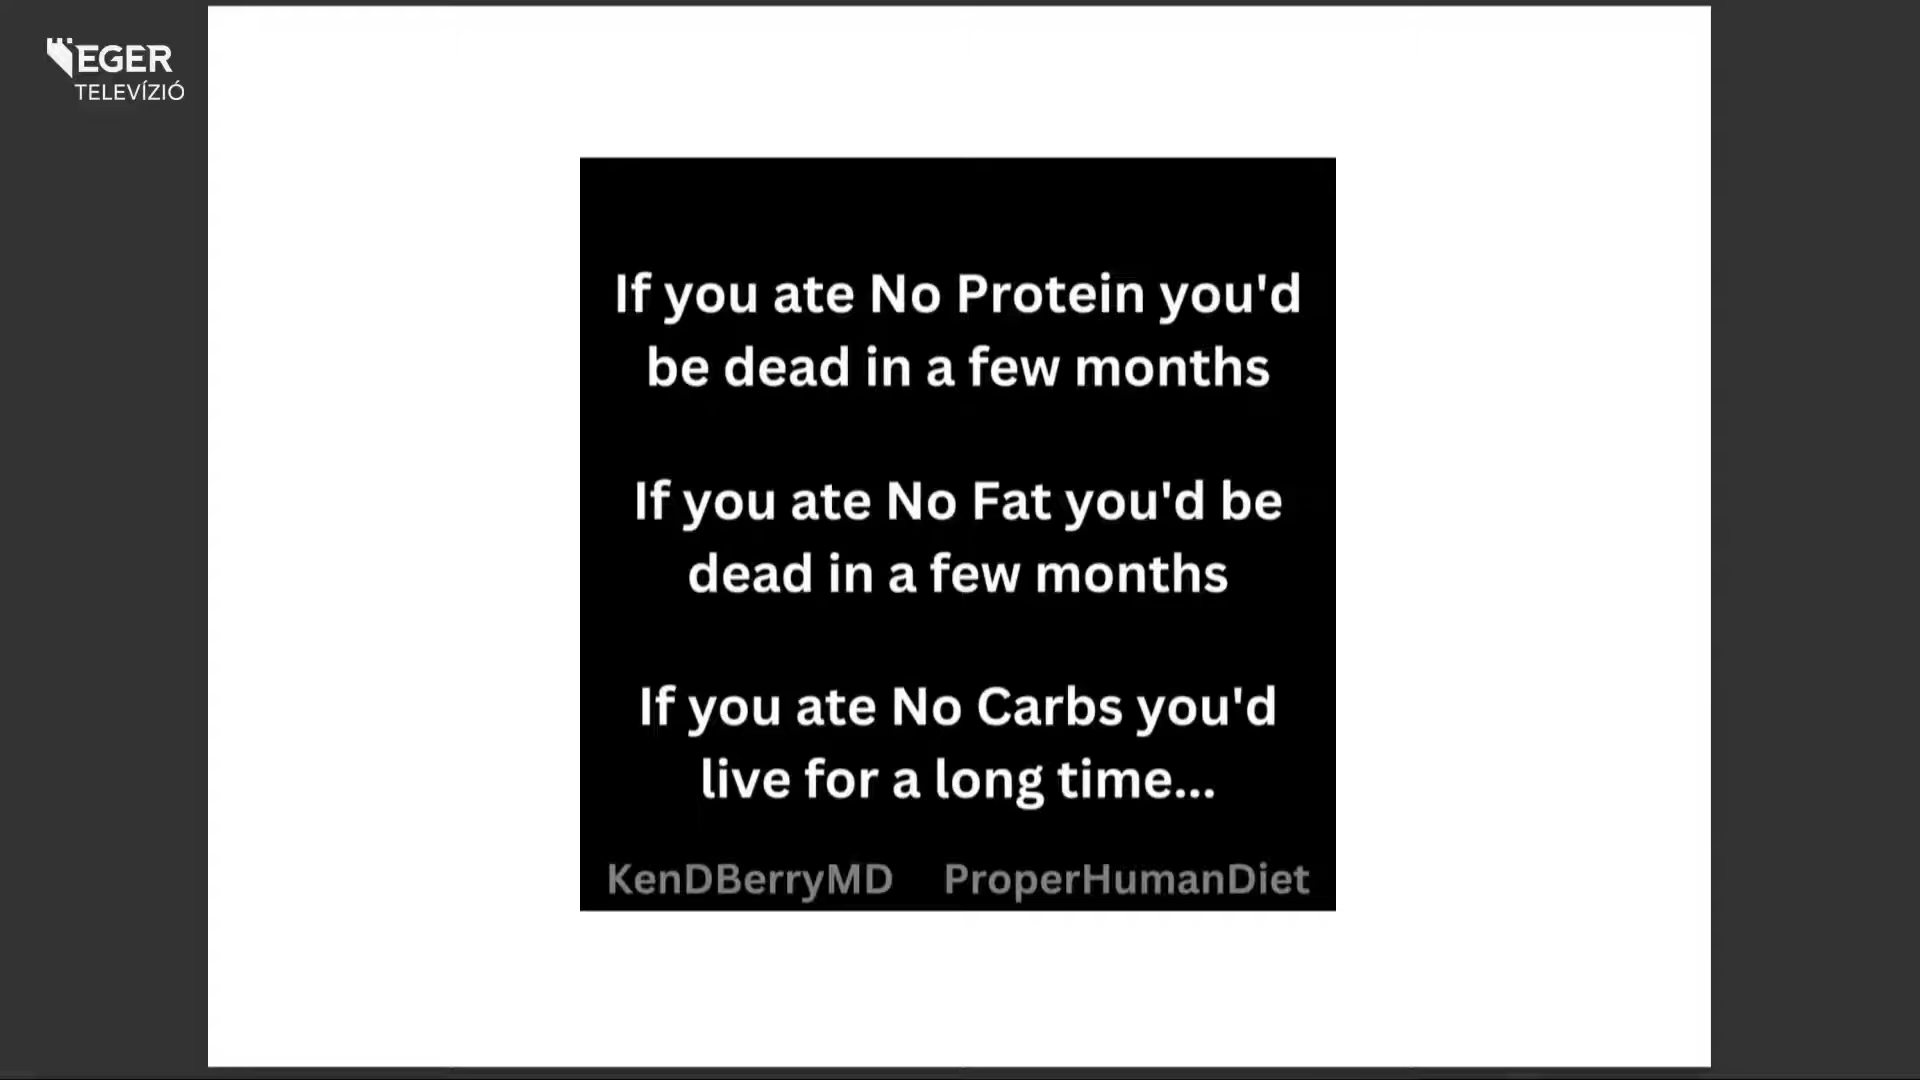 EGER
TELEVÍZIÓ
If you ate No Protein you'd
be dead in a few months
If you ate No Fat you'd be
dead in a few months
If you ate No Carbs you'd
live for a long time...
KenDBerryMD ProperHumanDiet